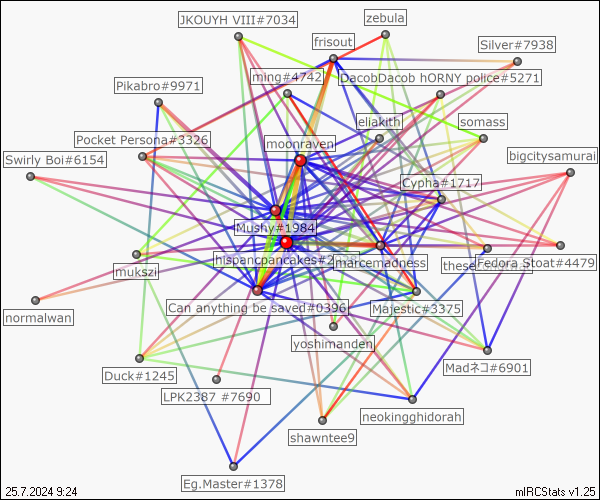 JKOUYH VIII#7034
zebula
frisout
Silver#7938
ming#4742
DacobDacob hORNY police#5271
Pikabro#9971
eliakith
somass
Pocket Persona#3326
moonraven
bigcitysamurai
Swirly Boi#6154
Cypha#1717
Mushy#1984
hispancpancakes#2
marcemadness
Fedora Stoat#4479
mukszi
Can anything be saved#0396
Majestic#3375
normalwan
yoshimanden
Duck#1245
Madネコ#6901
LPK2387 #7690
neokingghidorah
shawntee9
Eg.Master#1378
25.7.2024 9:24
mIRCStats v1.25